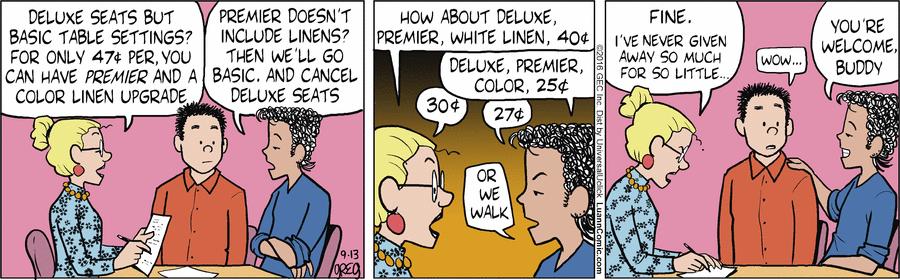 DELUXE SEATS BUT
BASIC TABLE SETTINGS?
FOR ONLY 47¢ PER, YOU
CAN HAVE PREMIER AND A
COLOR LINEN UPGRADE
PREMIER DOESN'T
INCLUDE LINENS?
THEN WE'LL GO
BASIC. AND CANCEL
DELUXE SEATS
9-13
GREG
HOW ABOUT DELUXE,
PREMIER, WHITE LINEN, 40¢
DELUXE, PREMIER,
COLOR, 25¢
30¢
27¢
OR
WE
WALK
©2016 GEC Inc. Dist by Universal Uclick LuannComic.com
FINE.
I'VE NEVER GIVEN
AWAY SO MUCH
FOR SO LITTLE...
WOW...
YOU'RE
WELCOME,
BUDDY